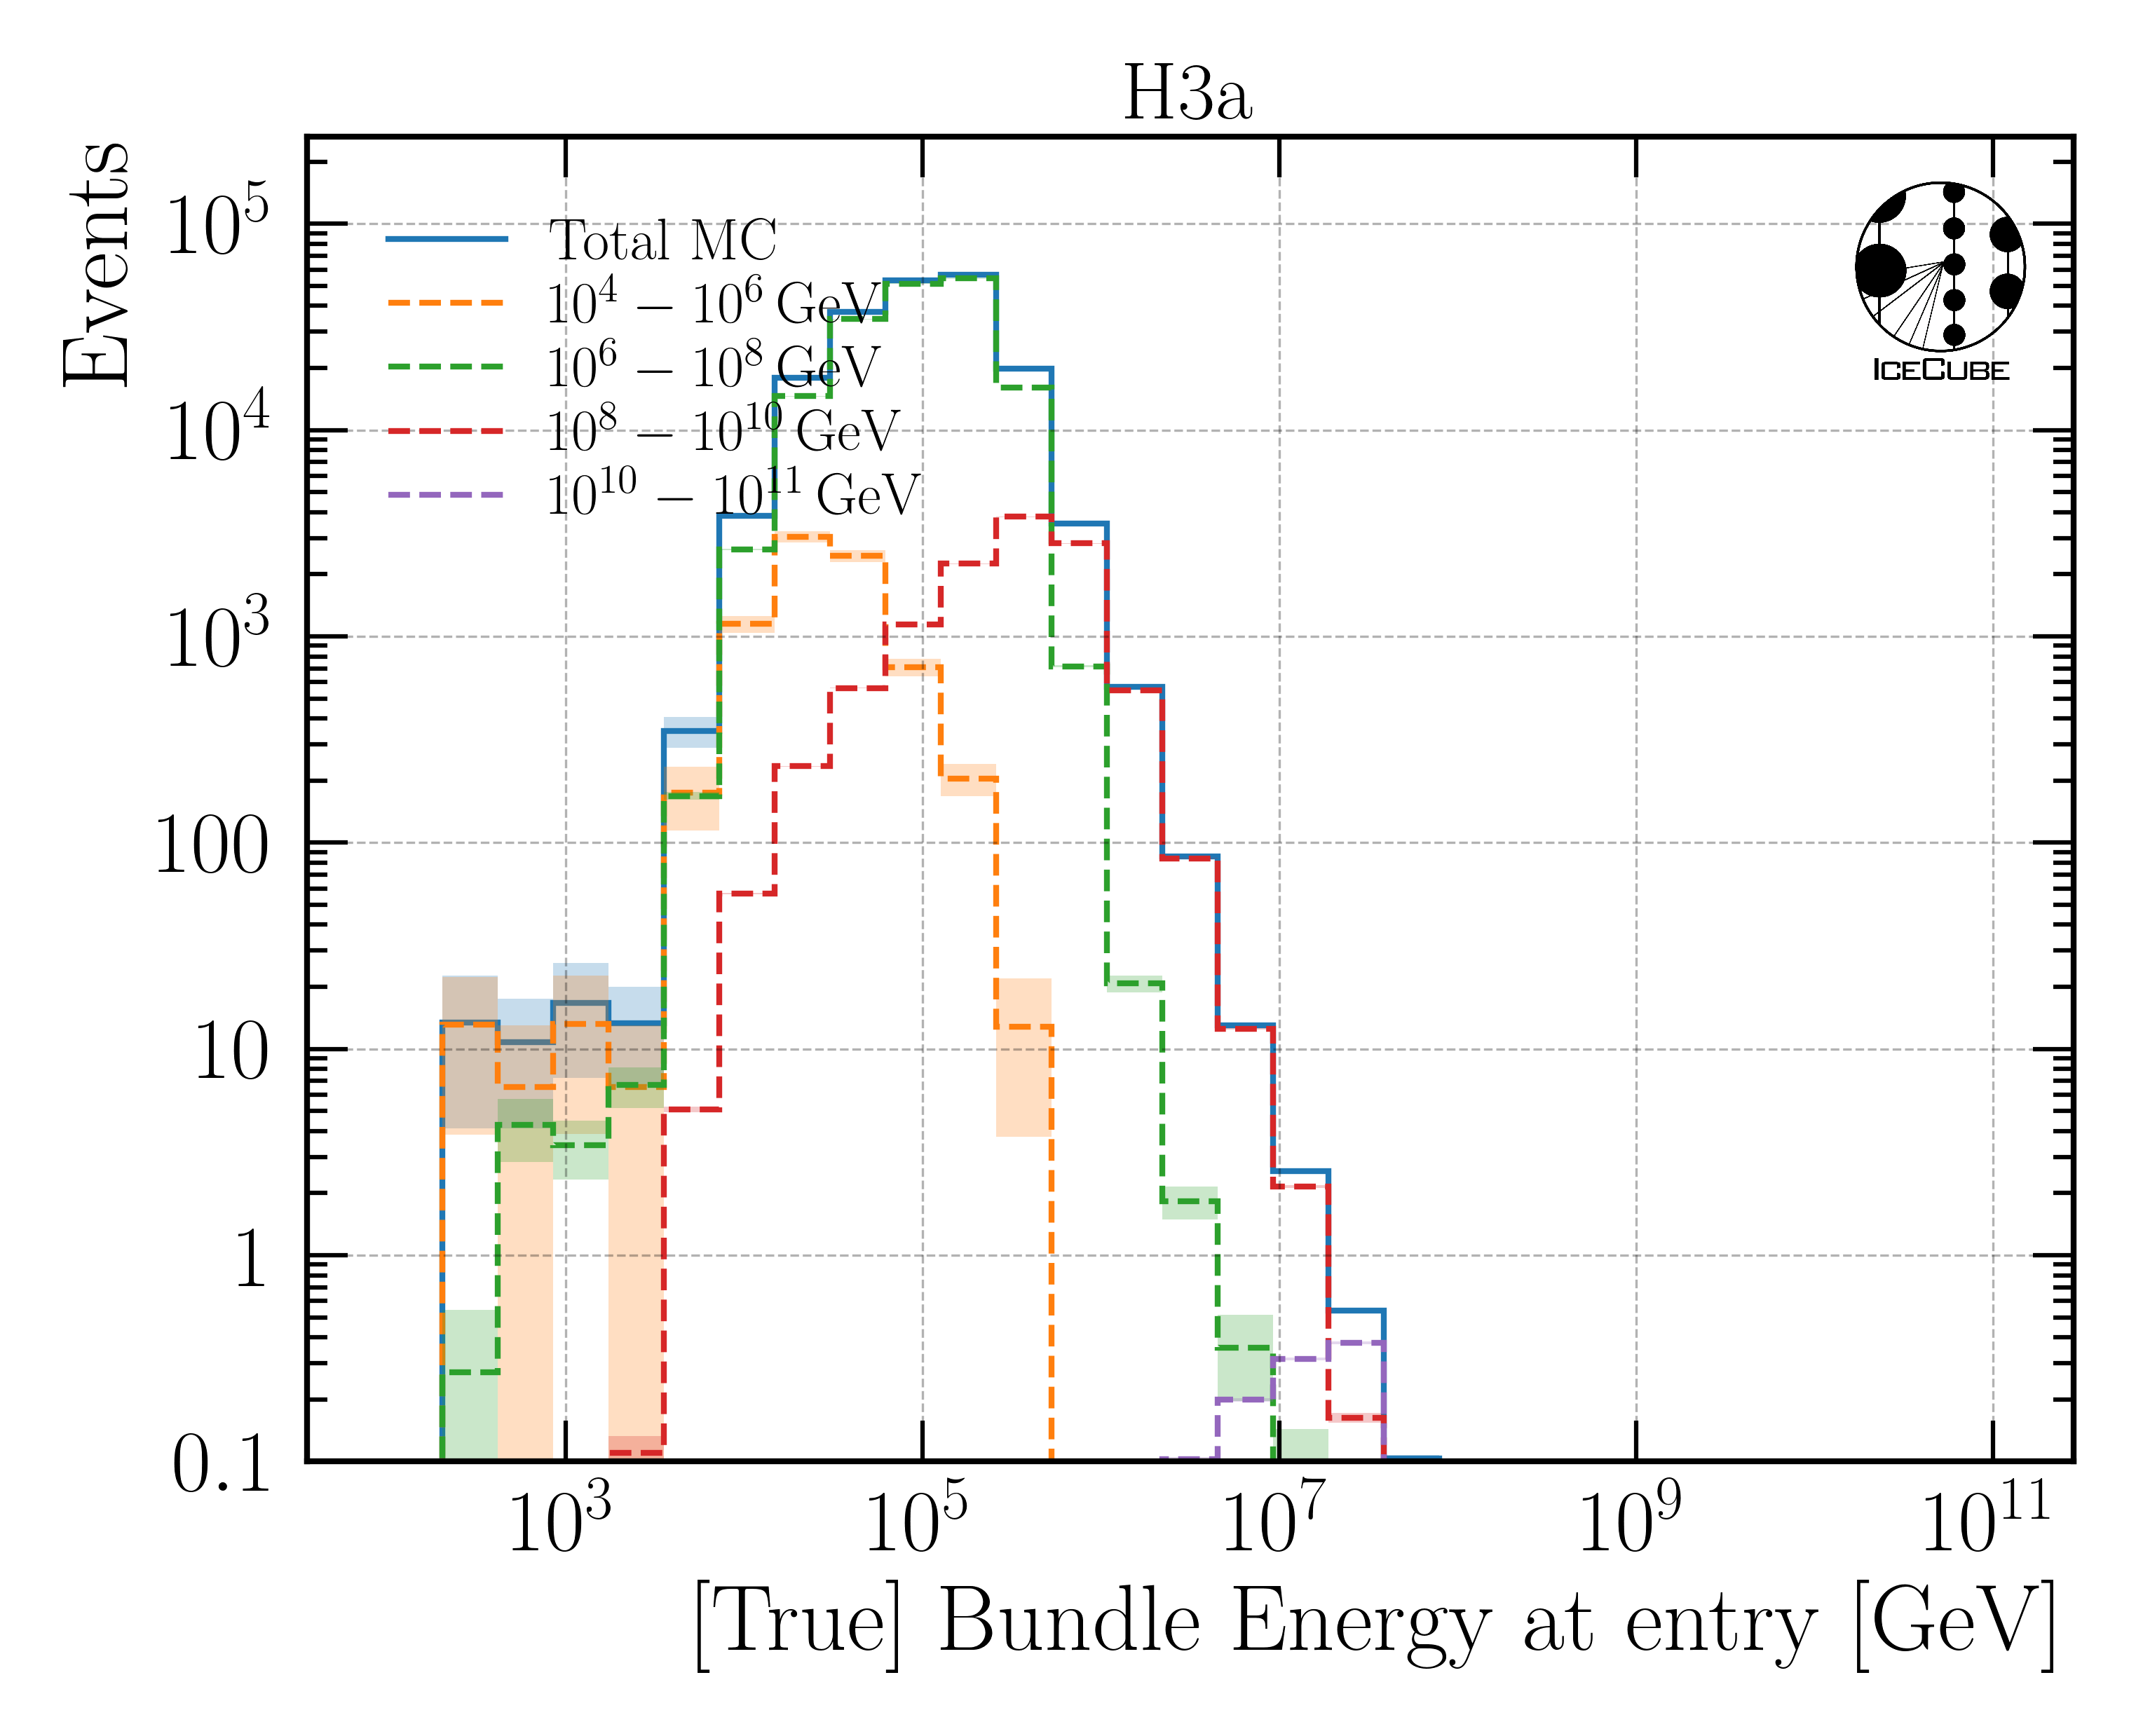 H3a
Events
10^5
10^4
10^3
100
10
1
0.1
Total MC
10^4 − 10^6 GeV
10^6 − 10^8 GeV
10^8 − 10^10 GeV
10^10 − 10^11 GeV
ICECUBE
10^3 10^5 10^7 10^9 10^11
[True] Bundle Energy at entry [GeV]